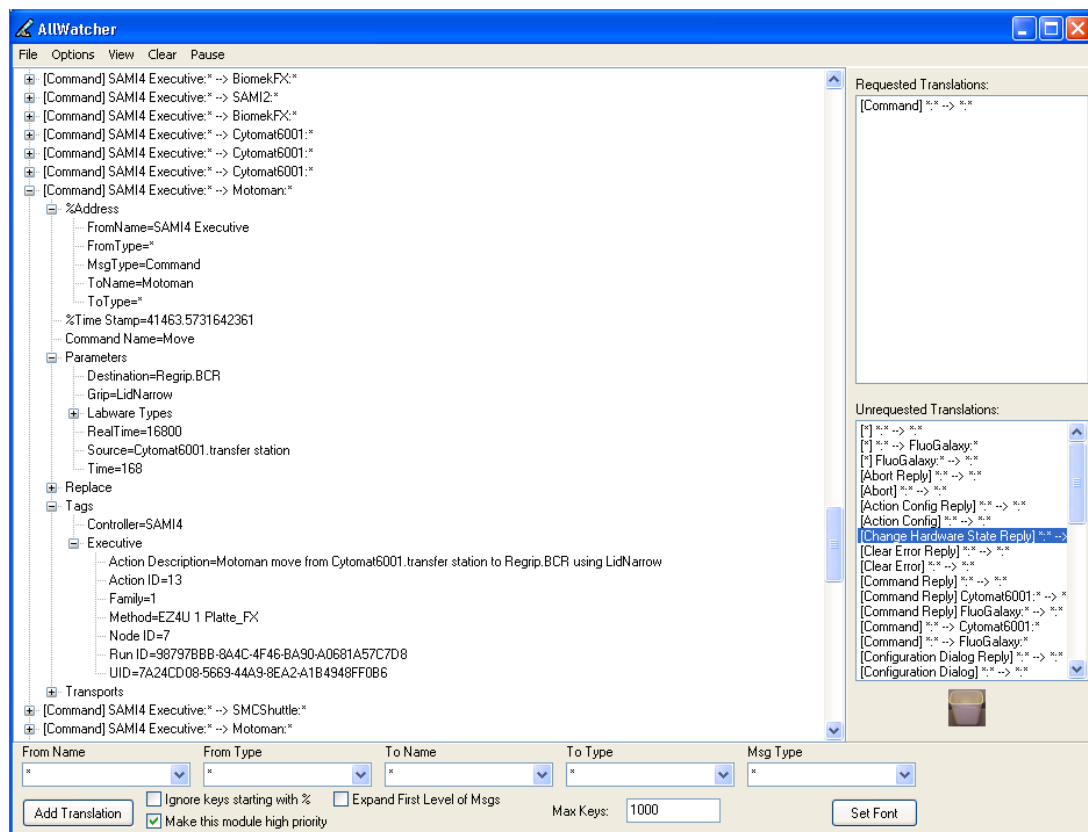 AllWatcher
File Options View Clear Pause
[Command] SAMI4 Executive:* --> BiomekFX:*
[Command] SAMI4 Executive:* --> SAMI2:*
[Command] SAMI4 Executive:* --> BiomekFX:*
[Command] SAMI4 Executive:* --> Cytomat6001:*
[Command] SAMI4 Executive:* --> Cytomat6001:*
[Command] SAMI4 Executive:* --> Cytomat6001:*
[Command] SAMI4 Executive:* --> Motoman:*
%Address
FromName=SAMI4 Executive
FromType=*
MsgType=Command
ToName=Motoman
ToType=*
%Time Stamp=41463.5731642361
Command Name=Move
Parameters
Destination=Regrip.BCR
Grip=LidNarrow
Labware Types
RealTime=16800
Source=Cytomat6001.transfer station
Time=168
Replace
Tags
Controller=SAMI4
Executive
Action Description=Motoman move from Cytomat6001.transfer station to Regrip.BCR using LidNarrow
Action ID=13
Family=1
Method=EZ4U 1 Platte_FX
Node ID=7
Run ID=98797BBB-8A4C-4F46-BA90-A0681A57C7D8
UID=7A24CD08-5669-44A9-8EA2-A1B4948FF0B6
Transports
[Command] SAMI4 Executive:* --> SMCShuttle:*
[Command] SAMI4 Executive:* --> Motoman:*
Requested Translations:
[Command] *:* --> *:*
Unrequested Translations:
[*] *:* --> *:*
[*] *:* --> FluoGalaxy:*
[*] FluoGalaxy:* --> *:*
[Abort Reply] *:* --> *:*
[Abort] *:* --> *:*
[Action Config Reply] *:* --> *:*
[Action Config] *:* --> *:*
[Change Hardware State Reply] *:* -->
[Clear Error Reply] *:* --> *:*
[Clear Error] *:* --> *:*
[Command Reply] *:* --> *:*
[Command Reply] Cytomat6001:* --> *
[Command Reply] FluoGalaxy:* --> *:*
[Command] *:* --> Cytomat6001:*
[Command] *:* --> FluoGalaxy:*
[Configuration Dialog Reply] *:* --> *:*
[Configuration Dialog] *:* --> *:*
From Name From Type To Name To Type Msg Type
* * * * *
Add Translation
Ignore keys starting with % Expand First Level of Msgs
Make this module high priority
Max Keys: 1000
Set Font